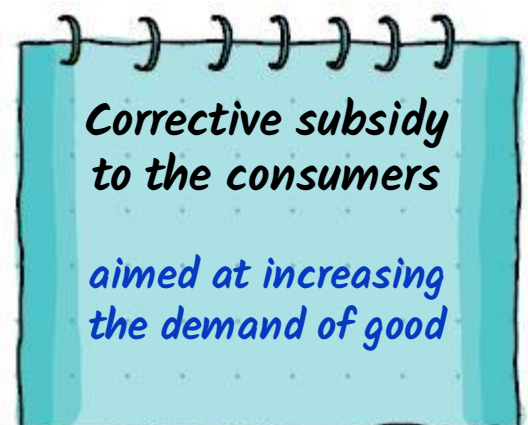 Corrective subsidy
to the consumers
aimed at increasing
the demand of good